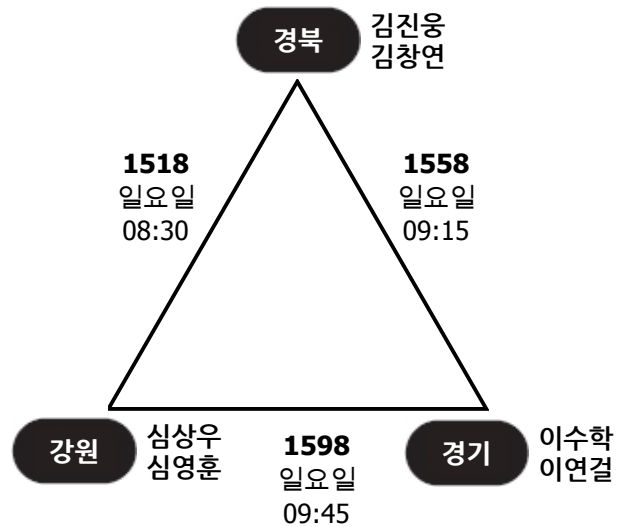 경북
김진웅
김창연
1518
일요일
08:30
1558
일요일
09:15
강원
심상우
심영훈
1598
일요일
09:45
경기
이수학
이연걸